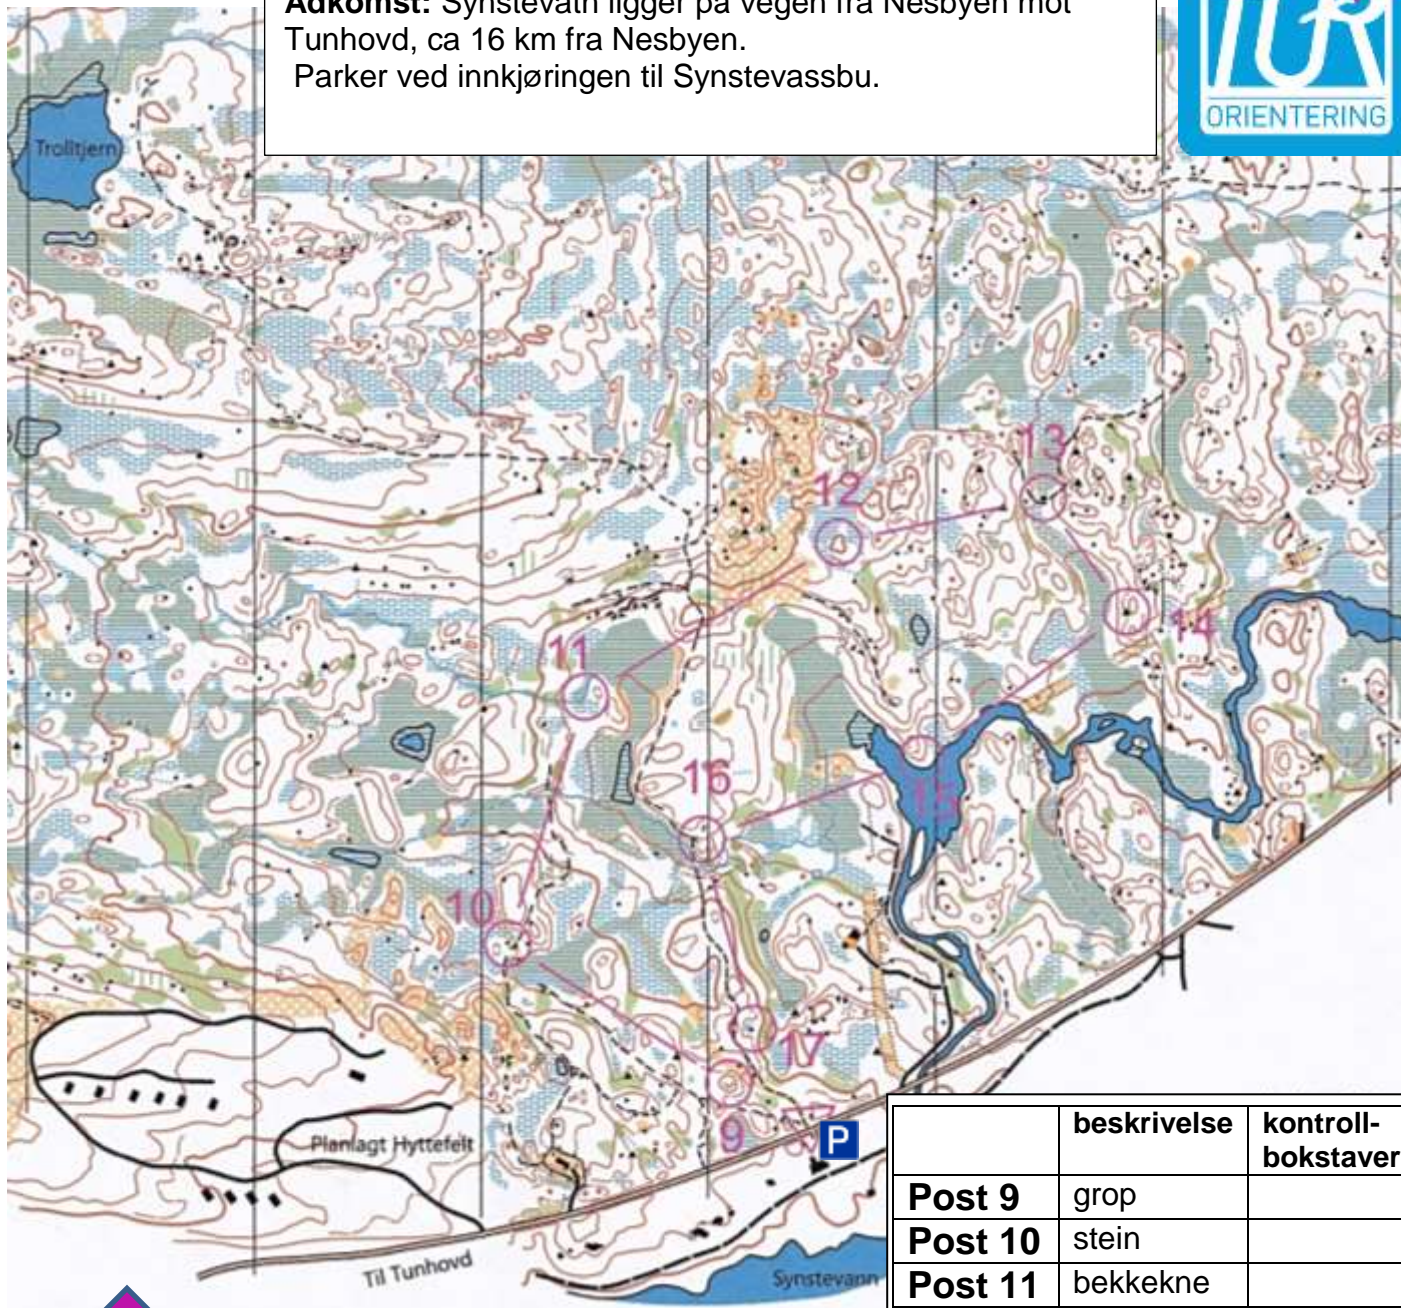 Adkomst: Synstevatn ligger på vegen fra Nesbyen mot
Tunhovd, ca 16 km fra Nesbyen.
Parker ved innkjøringen til Synstevassbu.
TUR
ORIENTERING
Trolltjern
13
12
14
11
16
15
10
17
9
P
Planlagt Hyttefelt
Til Tunhovd
Synstevann
beskrivelse kontroll-
bokstaver
Post 9 grop
Post 10 stein
Post 11 bekkekne